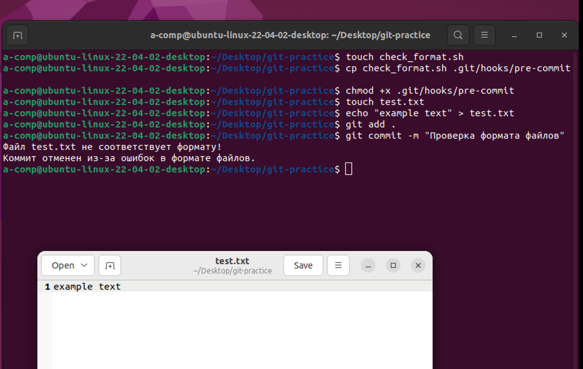 a-comp@ubuntu-linux-22-04-02-desktop: ~/Desktop/git-practice
a-comp@ubuntu-linux-22-04-02-desktop:~/Desktop/git-practice$ touch check_format.sh
a-comp@ubuntu-linux-22-04-02-desktop:~/Desktop/git-practice$ cp check_format.sh .git/hooks/pre-commit
a-comp@ubuntu-linux-22-04-02-desktop:~/Desktop/git-practice$ chmod +x .git/hooks/pre-commit
a-comp@ubuntu-linux-22-04-02-desktop:~/Desktop/git-practice$ touch test.txt
a-comp@ubuntu-linux-22-04-02-desktop:~/Desktop/git-practice$ echo "example text" > test.txt
a-comp@ubuntu-linux-22-04-02-desktop:~/Desktop/git-practice$ git add .
a-comp@ubuntu-linux-22-04-02-desktop:~/Desktop/git-practice$ git commit -m "Проверка формата файлов"
Файл test.txt не соответствует формату!
Коммит отменен из-за ошибок в формате файлов.
a-comp@ubuntu-linux-22-04-02-desktop:~/Desktop/git-practice$
Open
test.txt
~/Desktop/git-practice
Save
1 example text